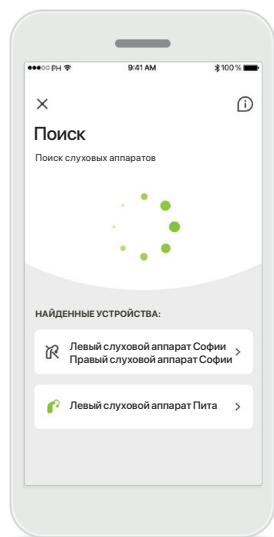 ●●●○○ PH 9:41 AM 100%
Поиск
Поиск слуховых аппаратов
НАЙДЕННЫЕ УСТРОЙСТВА:
Левый слуховой аппарат Софии
Правый слуховой аппарат Софии
Левый слуховой аппарат Пита